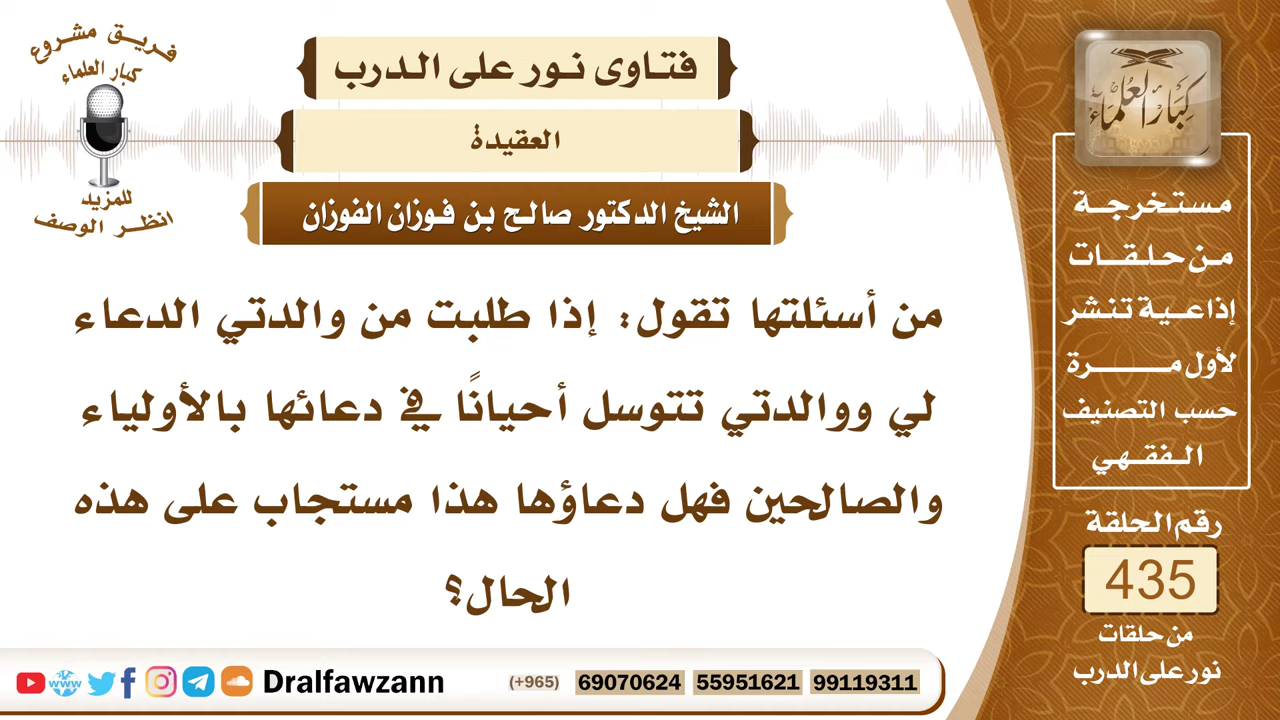 فريق مشروع
كبار العلماء
للمزيد
انظر الوصف
فتاوى نور على الدرب
العقيدة
الشيخ الدكتور صالح بن فوزان الفوزان
من أسئلتها تقول: إذا طلبت من والدتي الدعاء
لي ووالدتي تتوسل أحيانًا في دعائها بالأولياء
والصالحين فهل دعاؤها هذا مستجاب على هذه
الحال؟
كبار العلماء
مستخرجة
من حلقات
إذاعية تنشر
لأول مرة
حسب التصنيف
الفقهي
رقم الحلقة
435
من حلقات
نور على الدرب
www Dralfawzann (+965) 69070624 55951621 99119311